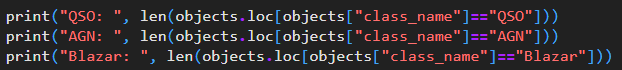 print("QSO: ", len(objects.loc[objects["class_name"]=="QSO"]))
print("AGN: ", len(objects.loc[objects["class_name"]=="AGN"]))
print("Blazar: ", len(objects.loc[objects["class_name"]=="Blazar"]))